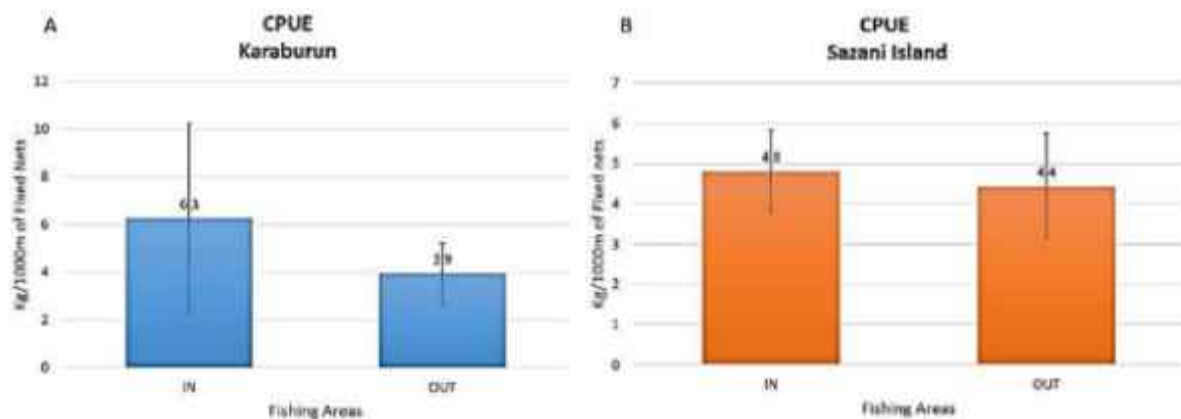 A
CPUE
Karaburun
Kg/1000m of Fixed Nets
12
10
8
6
4
2
0
6.3
IN
OUT
Fishing Areas
B
CPUE
Sazani Island
Kg/1000m of Fixed nets
7
6
5
4
3
2
1
0
4.4
IN
OUT
Fishing Areas